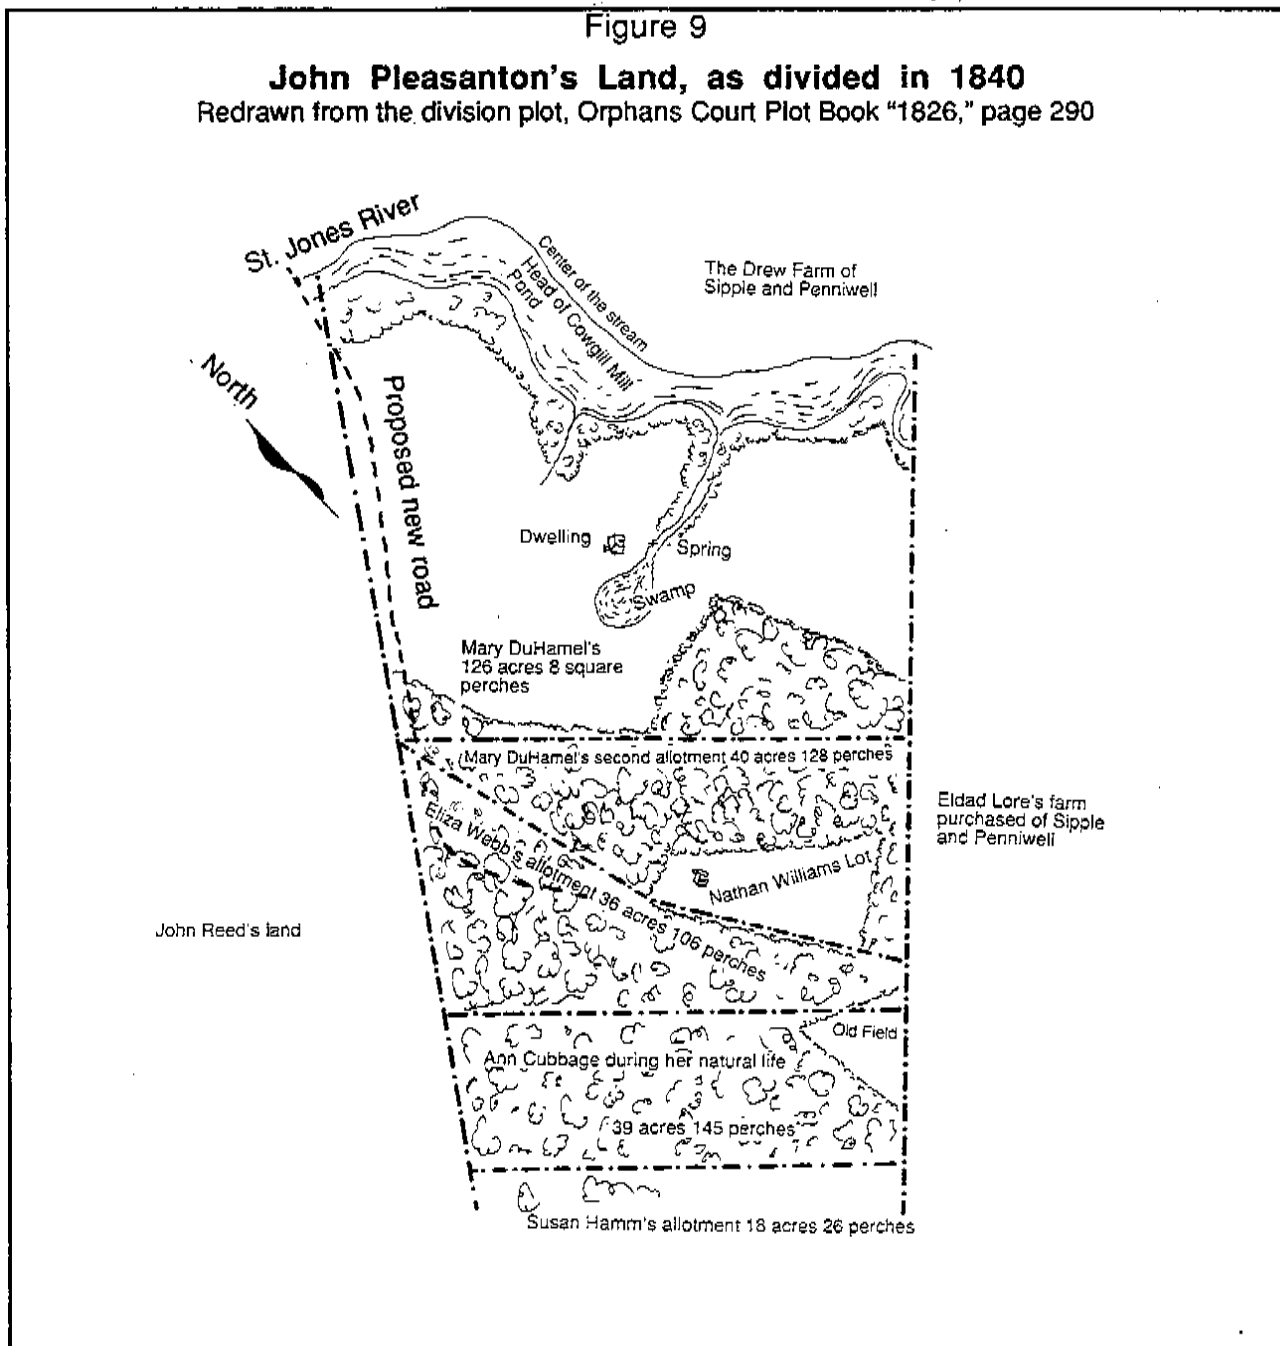 Figure 9
John Pleasanton's Land, as divided in 1840
Redrawn from the division plot, Orphans Court Plot Book "1826," page 290
St. Jones River
Center of the stream
Head of Cowgill Mill
Pond
The Drew Farm of
Sipple and Penniwell
North
Proposed new road
Dwelling
Spring
Swamp
Mary DuHamel's
126 acres 8 square
perches
Mary DuHamel's second allotment 40 acres 128 perches
Eldad Lore's farm
purchased of Sipple
and Penniwell
Eliza Webb's allotment 36 acres 106 perches
Nathan Williams Lot
John Reed's land
Old Field
Ann Cubbage during her natural life
39 acres 145 perches
Susan Hamm's allotment 18 acres 26 perches